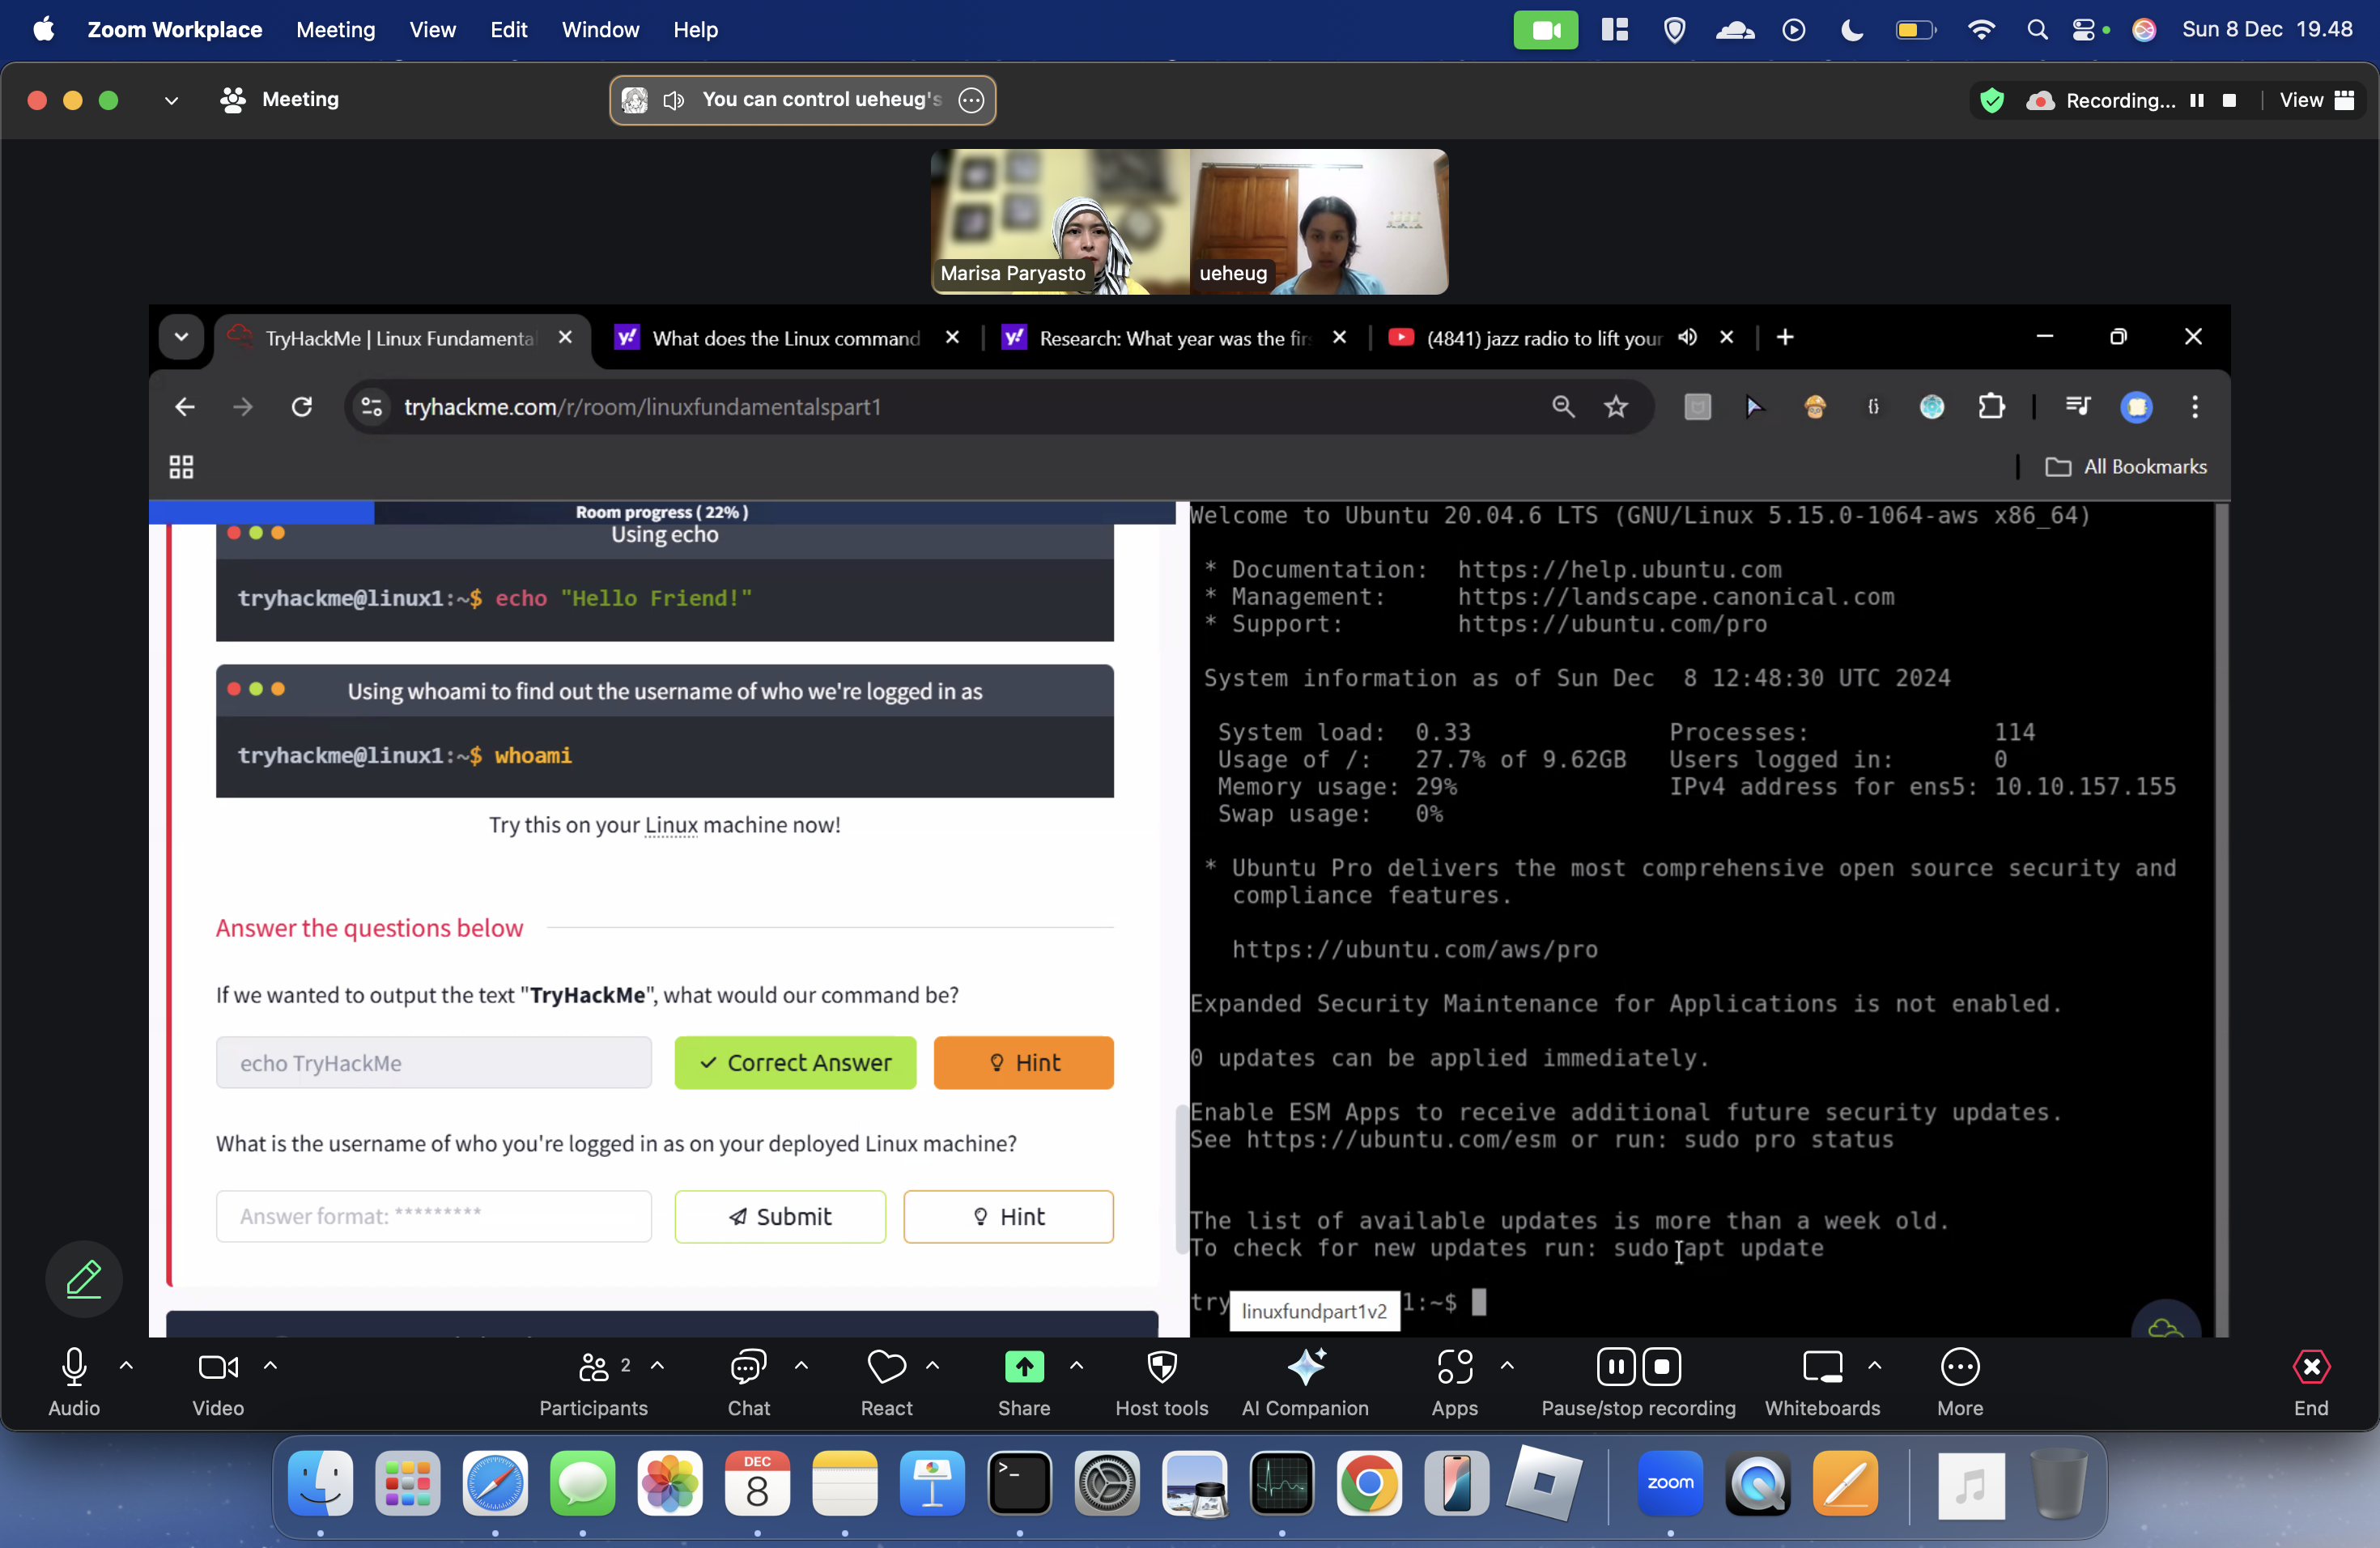 Zoom Workplace Meeting View Edit Window Help
Sun 8 Dec 19.48
Meeting
You can control ueheug's
Recording...
View
Marisa Paryasto
ueheug
TryHackMe | Linux Fundamental
What does the Linux command
Research: What year was the fir
(4841) jazz radio to lift your
tryhackme.com/r/room/linuxfundamentalspart1
All Bookmarks
Room progress ( 22% )
Using echo
tryhackme@linux1:~$ echo "Hello Friend!"
Using whoami to find out the username of who we're logged in as
tryhackme@linux1:~$ whoami
Try this on your Linux machine now!
Answer the questions below
If we wanted to output the text "TryHackMe", what would our command be?
echo TryHackMe
Correct Answer
Hint
What is the username of who you're logged in as on your deployed Linux machine?
Answer format: *********
Submit
Hint
Welcome to Ubuntu 20.04.6 LTS (GNU/Linux 5.15.0-1064-aws x86_64)
* Documentation: https://help.ubuntu.com
* Management: https://landscape.canonical.com
* Support: https://ubuntu.com/pro
System information as of Sun Dec 8 12:48:30 UTC 2024
System load: 0.33 Processes: 114
Usage of /: 27.7% of 9.62GB Users logged in: 0
Memory usage: 29% IPv4 address for ens5: 10.10.157.155
Swap usage: 0%
* Ubuntu Pro delivers the most comprehensive open source security and
compliance features.
https://ubuntu.com/aws/pro
Expanded Security Maintenance for Applications is not enabled.
0 updates can be applied immediately.
Enable ESM Apps to receive additional future security updates.
See https://ubuntu.com/esm or run: sudo pro status
The list of available updates is more than a week old.
To check for new updates run: sudo apt update
try 1:~$
linuxfundpart1v2
Audio
Video
2
Participants
Chat
React
Share
Host tools
AI Companion
Apps
Pause/stop recording
Whiteboards
More
End
DEC
8
>_
zoom